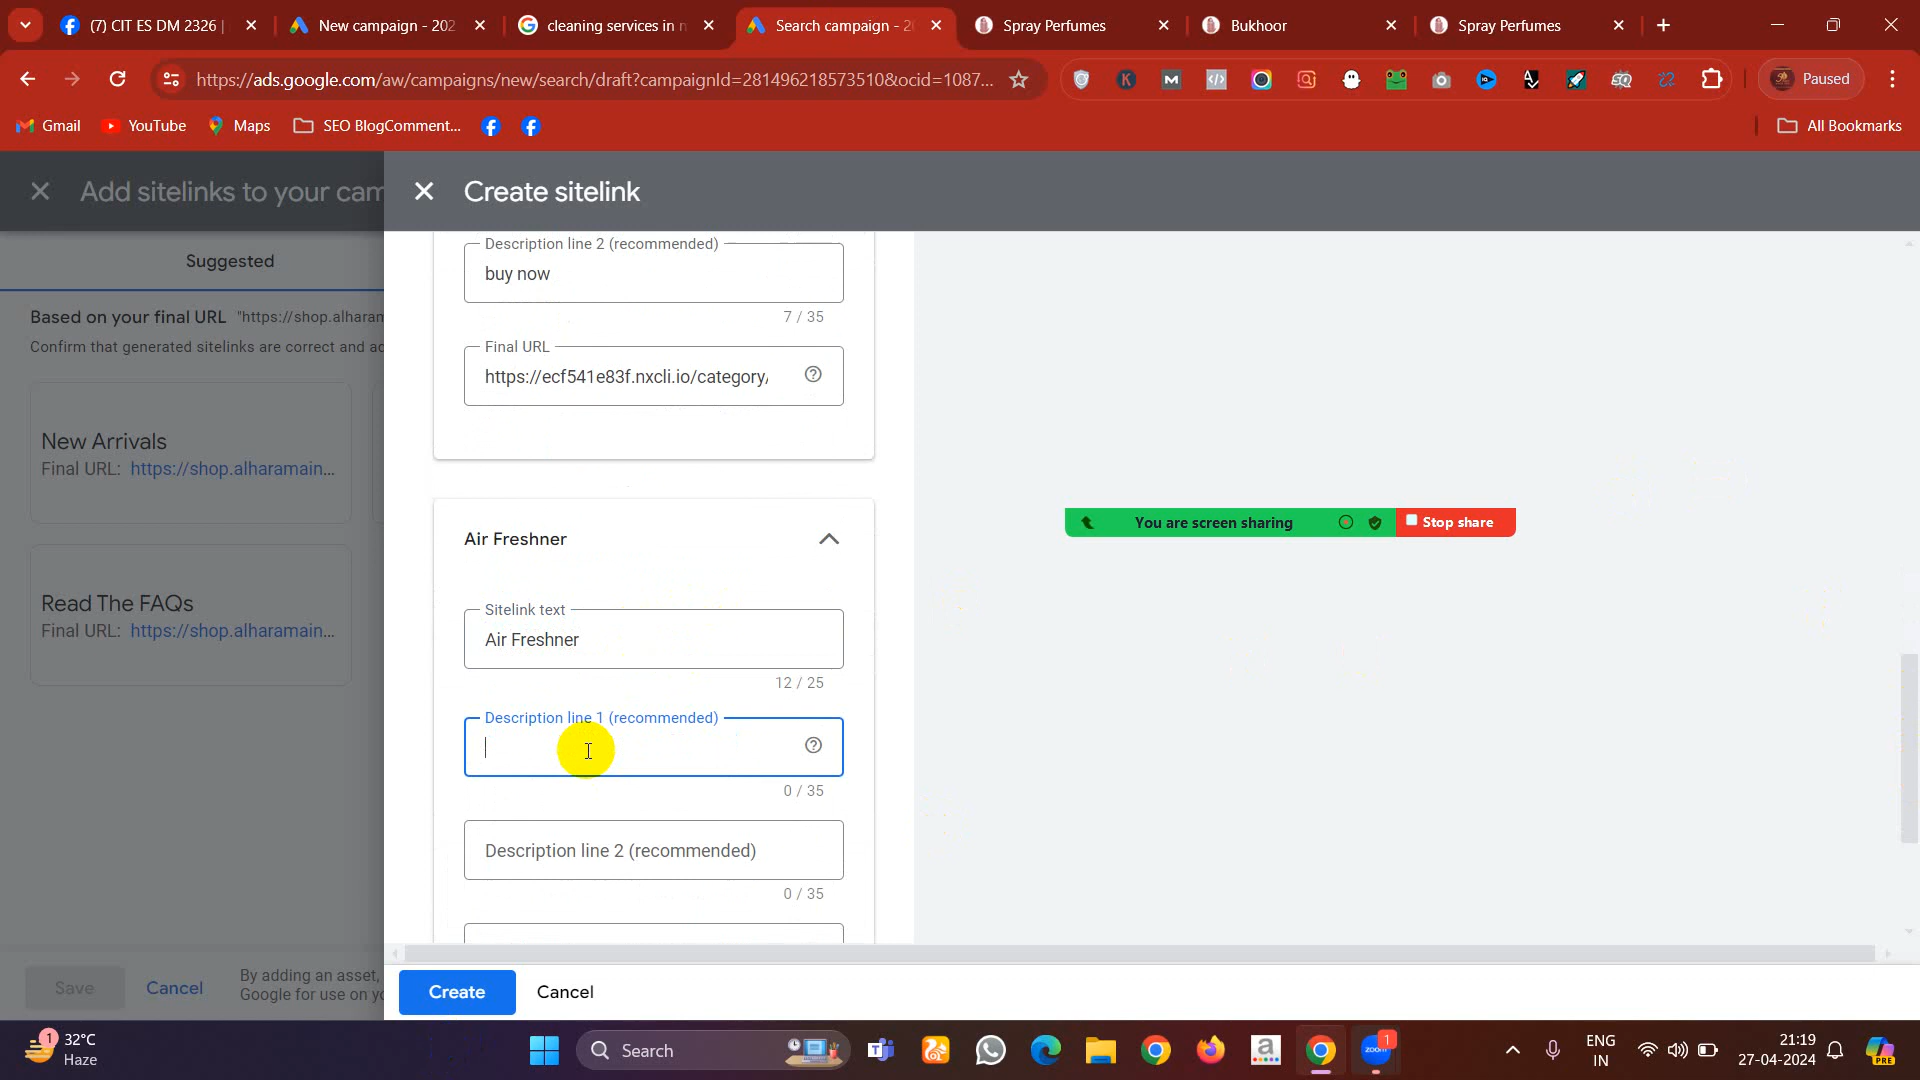 (7) CIT ES DM 2326 |
New campaign - 202
cleaning services in n
Search campaign - 2
Spray Perfumes
Bukhoor
Spray Perfumes
https://ads.google.com/aw/campaigns/new/search/draft?campaignId=281496218573510&ocid=1087...
Paused
Gmail
YouTube
Maps
SEO BlogComment...
All Bookmarks
Add sitelinks to your cam
Create sitelink
Suggested
Based on your final URL "https://shop.alharam
Confirm that generated sitelinks are correct and ac
New Arrivals
Final URL: https://shop.alharamain...
Read The FAQs
Final URL: https://shop.alharamain...
Description line 2 (recommended)
buy now
7 / 35
Final URL
https://ecf541e83f.nxcli.io/category/
Air Freshner
Sitelink text
Air Freshner
12 / 25
Description line 1 (recommended)
0 / 35
Description line 2 (recommended)
0 / 35
You are screen sharing
Stop share
Save
Cancel
By adding an asset,
Google for use on yo
Create
Cancel
1
32°C
Haze
Search
zoom
1
ENG
IN
21:19
27-04-2024
PRE